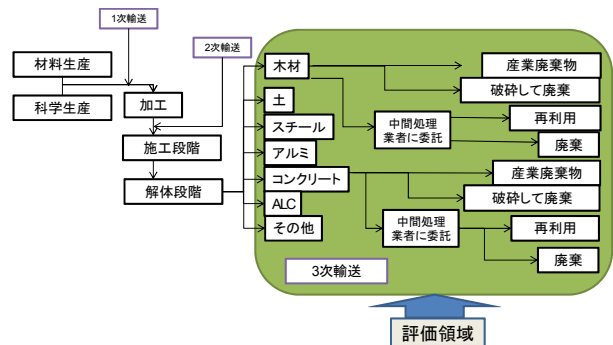 1次輸送
2次輸送
材料生産
科学生産
加工
施工段階
解体段階
木材
土
スチール
アルミ
コンクリート
ALC
その他
産業廃棄物
破砕して廃棄
中間処理
業者に委託
再利用
廃棄
産業廃棄物
破砕して廃棄
中間処理
業者に委託
再利用
廃棄
3次輸送
評価領域